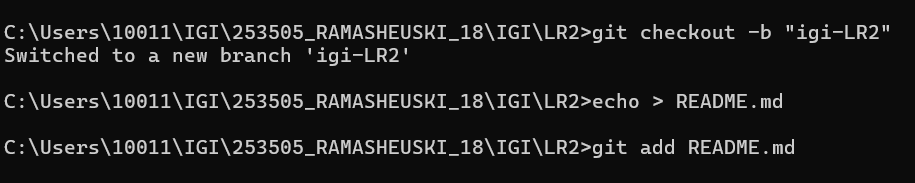 C:\Users\10011\IGI\253505_RAMASHEUSKI_18\IGI\LR2>git checkout -b "igi-LR2"
Switched to a new branch 'igi-LR2'
C:\Users\10011\IGI\253505_RAMASHEUSKI_18\IGI\LR2>echo > README.md
C:\Users\10011\IGI\253505_RAMASHEUSKI_18\IGI\LR2>git add README.md